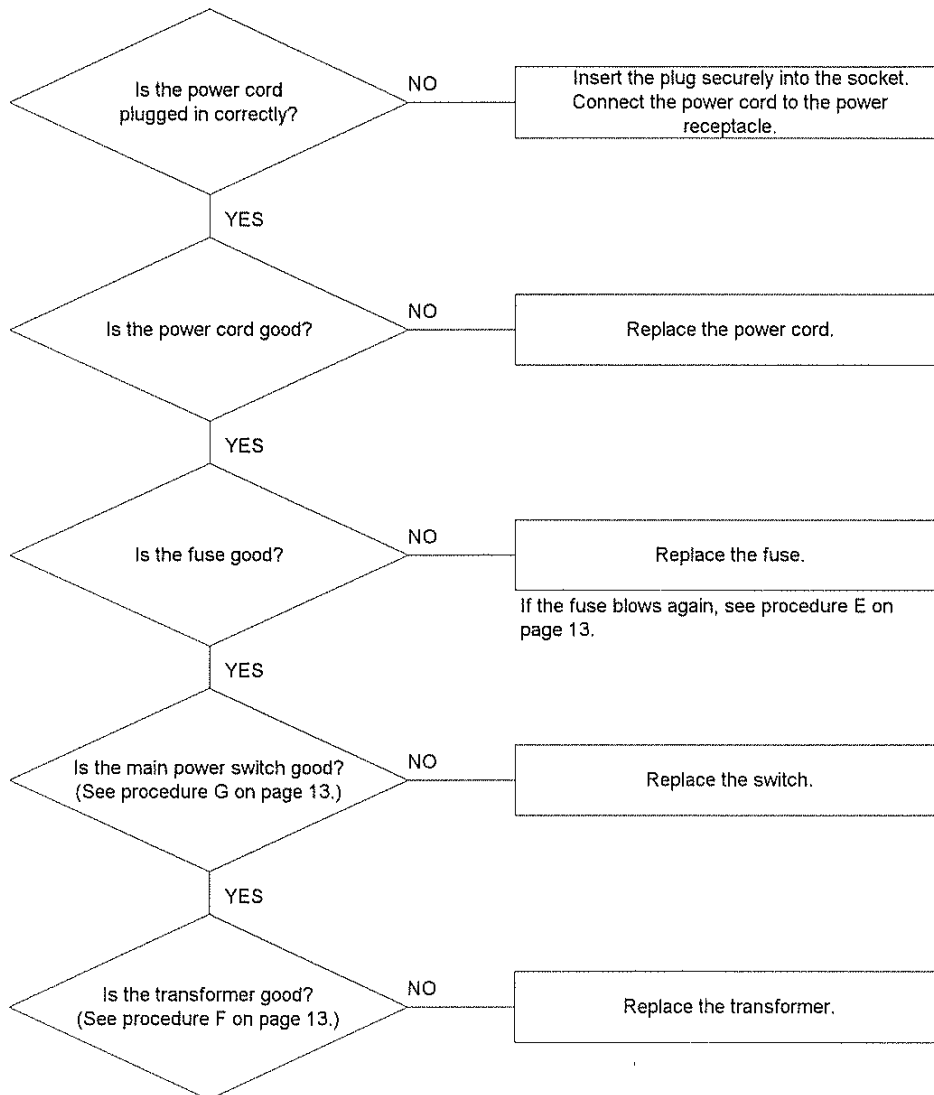 Is the power cord
plugged in correctly?
NO
Insert the plug securely into the socket.
Connect the power cord to the power
receptacle.
YES
Is the power cord good?
NO
Replace the power cord.
YES
Is the fuse good?
NO
Replace the fuse.
If the fuse blows again, see procedure E on
page 13.
YES
Is the main power switch good?
(See procedure G on page 13.)
NO
Replace the switch.
YES
Is the transformer good?
(See procedure F on page 13.)
NO
Replace the transformer.